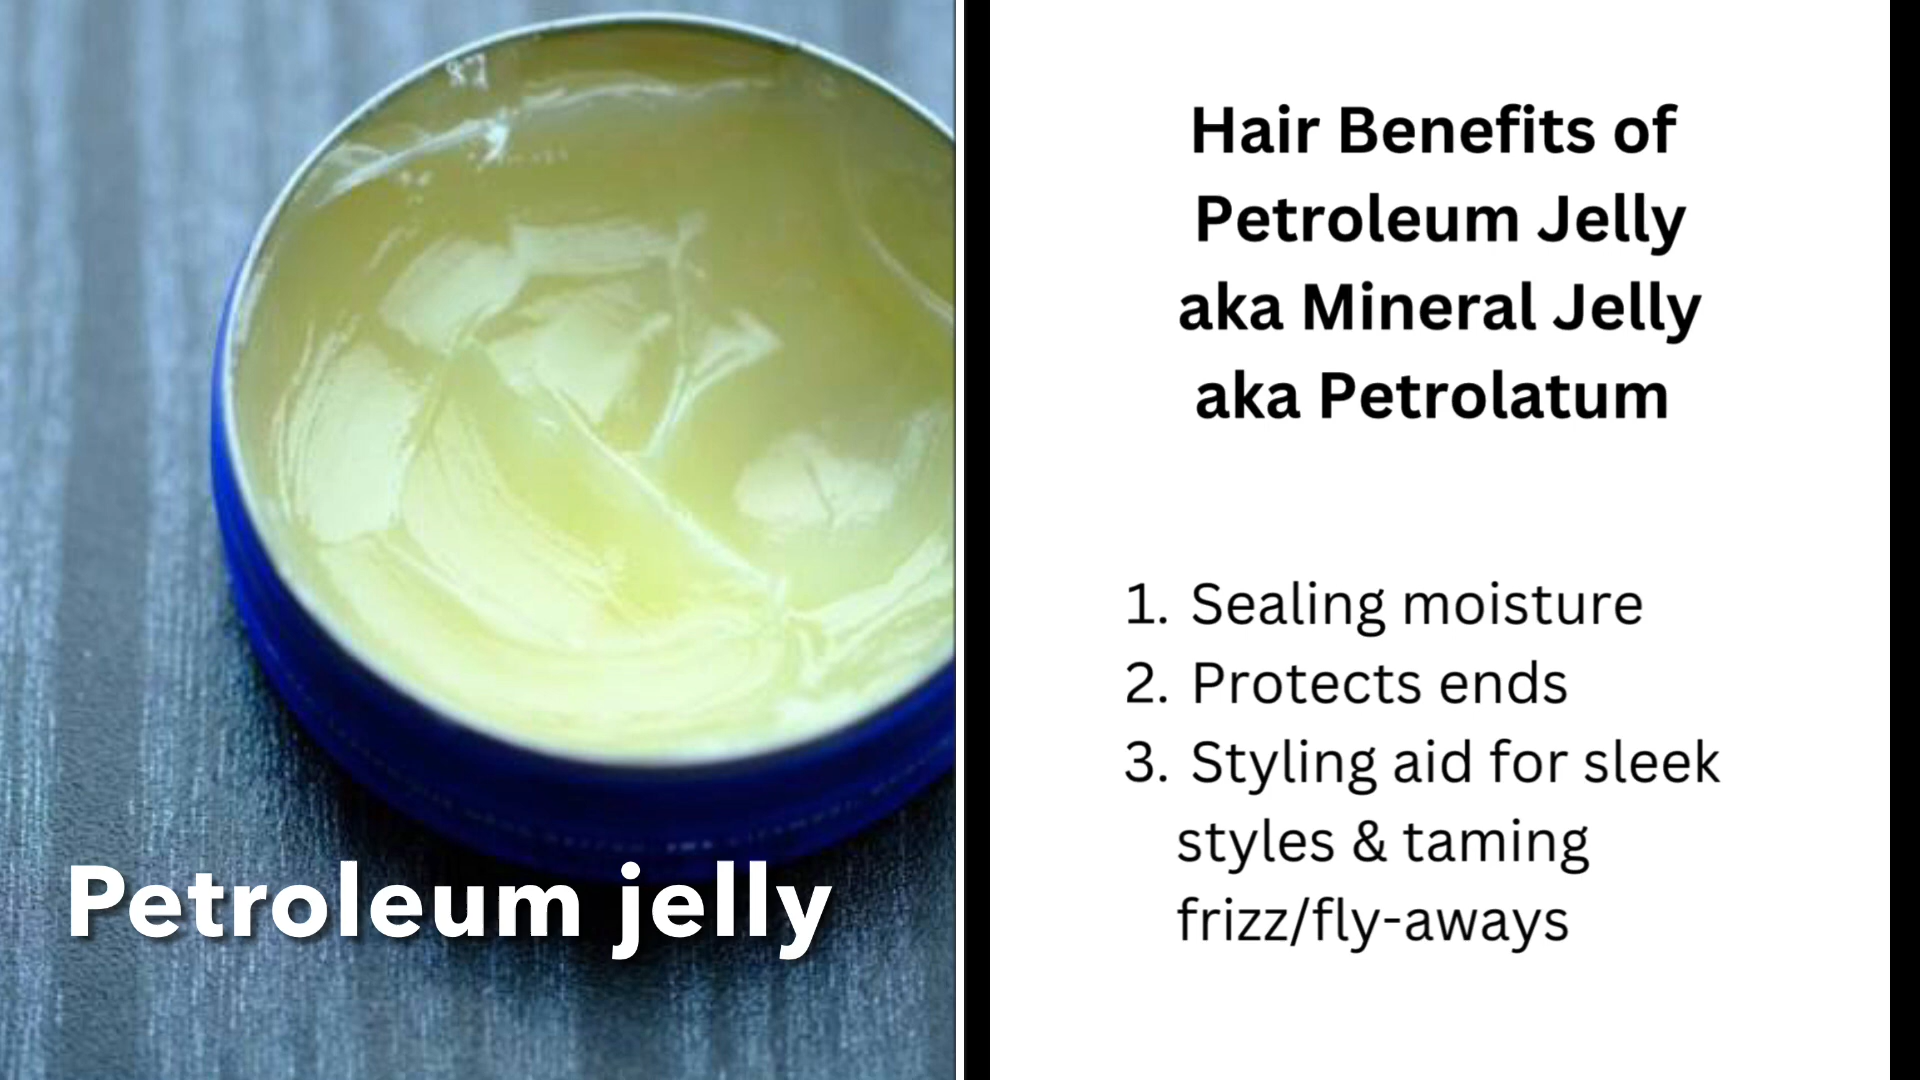 Petroleum jelly
Hair Benefits of
Petroleum Jelly
aka Mineral Jelly
aka Petrolatum
1. Sealing moisture
2. Protects ends
3. Styling aid for sleek
styles & taming
frizz/fly-aways